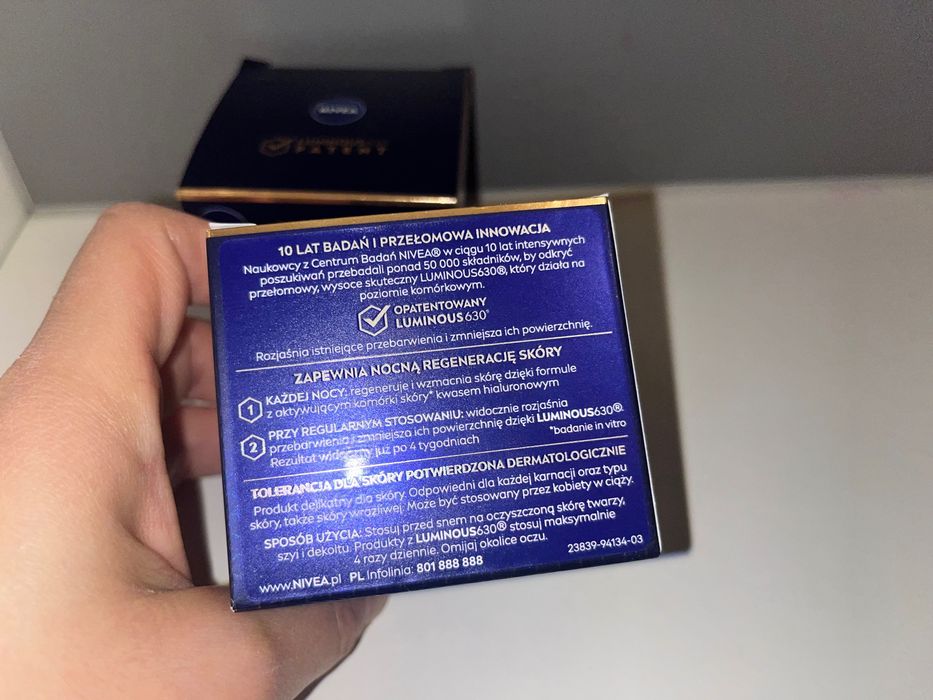 NIVEA
PATENT
10 LAT BADAŃ I PRZEŁOMOWA INNOWACJA
Naukowcy z Centrum Badań NIVEA® w ciągu 10 lat intensywnych
poszukiwań przebadali ponad 50 000 składników, by odkryć
przełomowy, wysoce skuteczny LUMINOUS630®, który działa na
poziomie komórkowym.
OPATENTOWANY
LUMINOUS630®
Rozjaśnia istniejące przebarwienia i zmniejsza ich powierzchnię.
ZAPEWNIA NOCNĄ REGENERACJĘ SKÓRY
1 KAŻDEJ NOCY: regeneruje i wzmacnia skórę dzięki formule
z aktywującym komórki skóry* kwasem hialuronowym
2 PRZY REGULARNYM STOSOWANIU: widocznie rozjaśnia
przebarwienia i zmniejsza ich powierzchnię dzięki LUMINOUS630®.
Rezultat widoczny już po 4 tygodniach *badanie in vitro
TOLERANCJA DLA SKÓRY POTWIERDZONA DERMATOLOGICZNIE
Produkt delikatny dla skóry. Odpowiedni dla każdej karnacji oraz typu
skóry, także skóry wrażliwej. Może być stosowany przez kobiety w ciąży.
SPOSÓB UŻYCIA: Stosuj przed snem na oczyszczoną skórę twarzy,
szyi i dekoltu. Produkty z LUMINOUS630® stosuj maksymalnie
4 razy dziennie. Omijaj okolice oczu.
23839-94134-03
www.NIVEA.pl PL Infolinia: 801 888 888